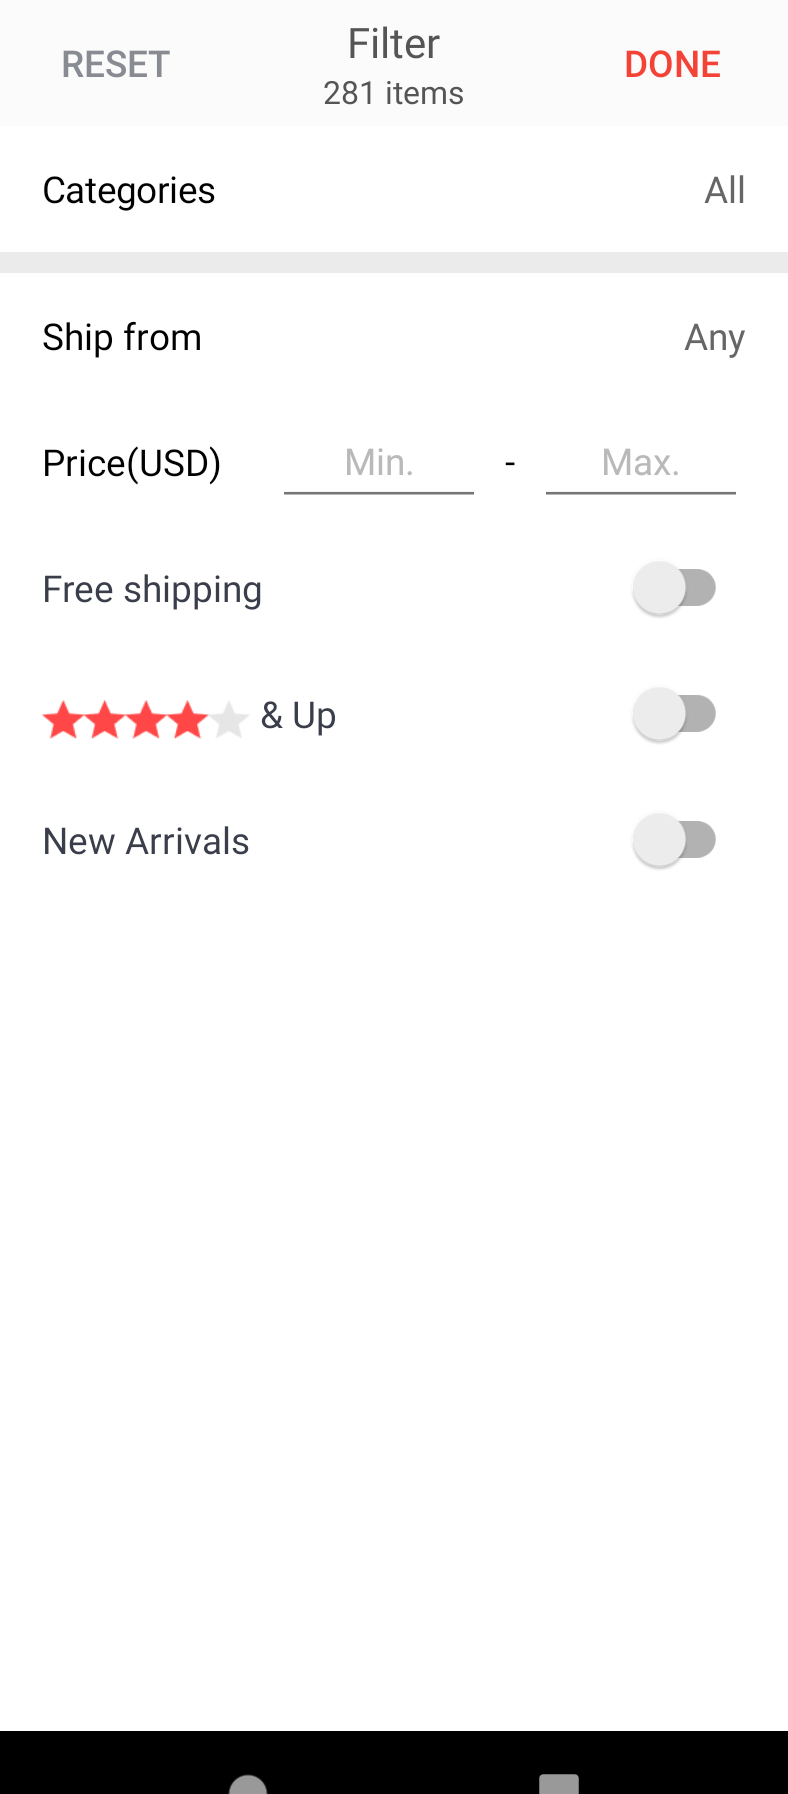 RESET
Filter
281 items
DONE
Categories
All
Ship from
Any
Price(USD)
Min.
-
Max.
Free shipping
& Up
New Arrivals